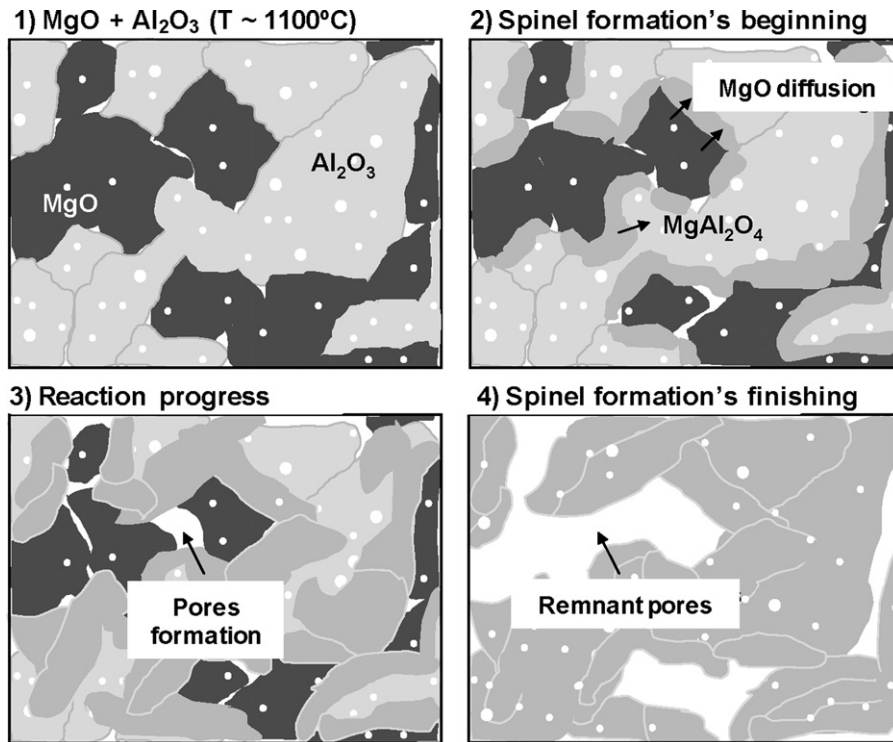 1) MgO + Al₂O₃ (T ~ 1100ºC)
2) Spinel formation's beginning
MgO
Al₂O₃
MgO diffusion
MgAl₂O₄
3) Reaction progress
4) Spinel formation's finishing
Pores
formation
Remnant pores